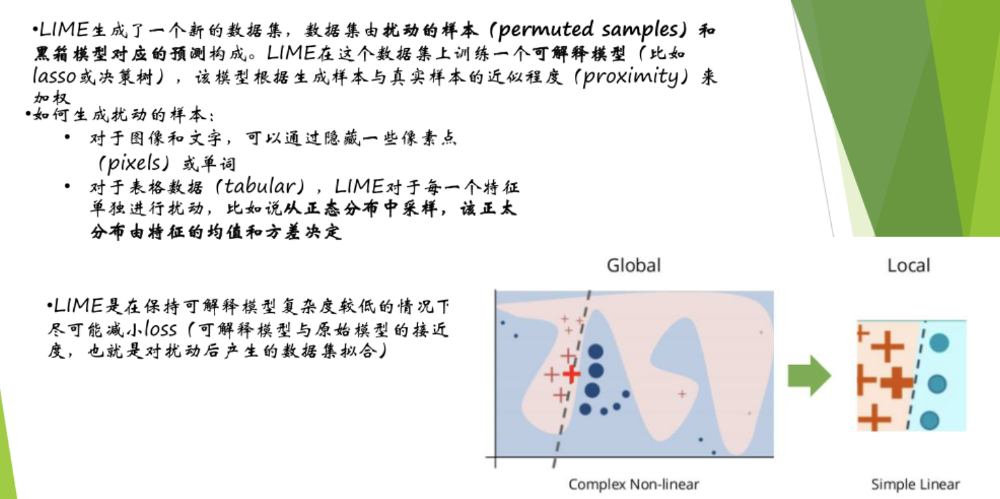 •LIME生成了一个新的数据集，数据集由扰动的样本（permuted samples）和
黑箱模型对应的预测构成。LIME在这个数据集上训练一个可解释模型（比如
lasso或决策树），该模型根据生成样本与真实样本的近似程度（proximity）来
加权
•如何生成扰动的样本：
• 对于图像和文字，可以通过隐藏一些像素点
（pixels）或单词
• 对于表格数据（tabular），LIME对于每一个特征
单独进行扰动，比如说从正态分布中采样，该正太
分布由特征的均值和方差决定
•LIME是在保持可解释模型复杂度较低的情况下
尽可能减小loss（可解释模型与原始模型的接近
度，也就是对扰动后产生的数据集拟合）
Global
Local
Complex Non-linear
Simple Linear